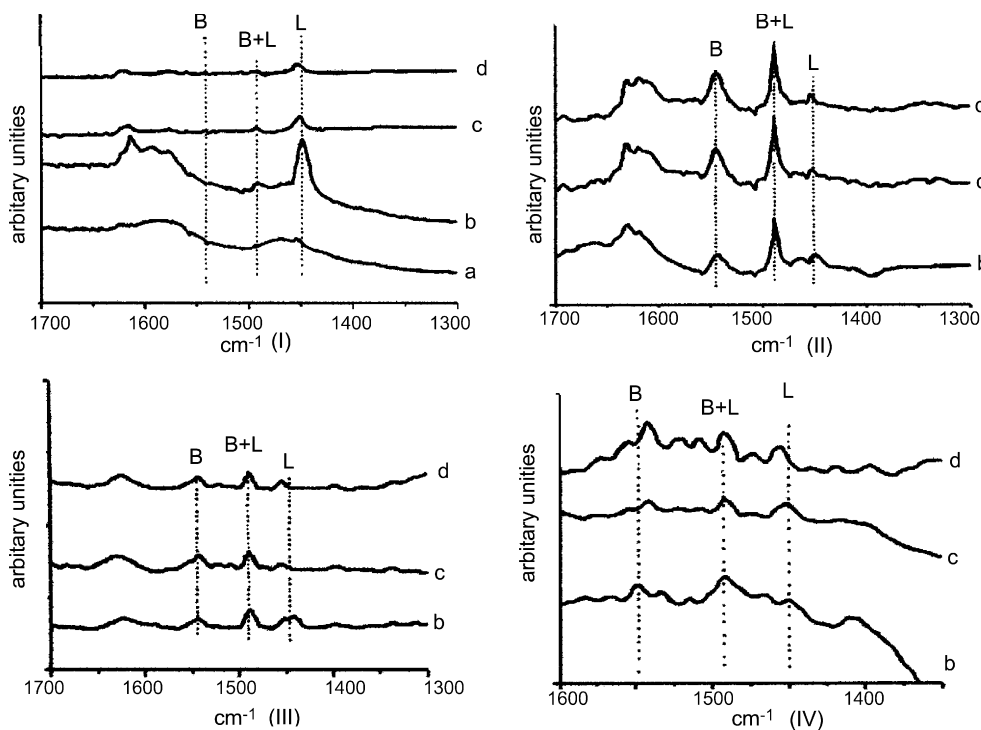 B
B+L
L
d
c
b
a
arbitary unities
1700
1600
1500
1400
1300
cm-1 (I)
B+L
B
L
d
c
b
arbitary unities
1700
1600
1500
1400
1300
cm-1 (II)
B
B+L
L
d
c
b
arbitary unities
1700
1600
1500
1400
1300
cm-1 (III)
B
B+L
L
d
c
b
arbitary unities
1600
1500
1400
cm-1 (IV)